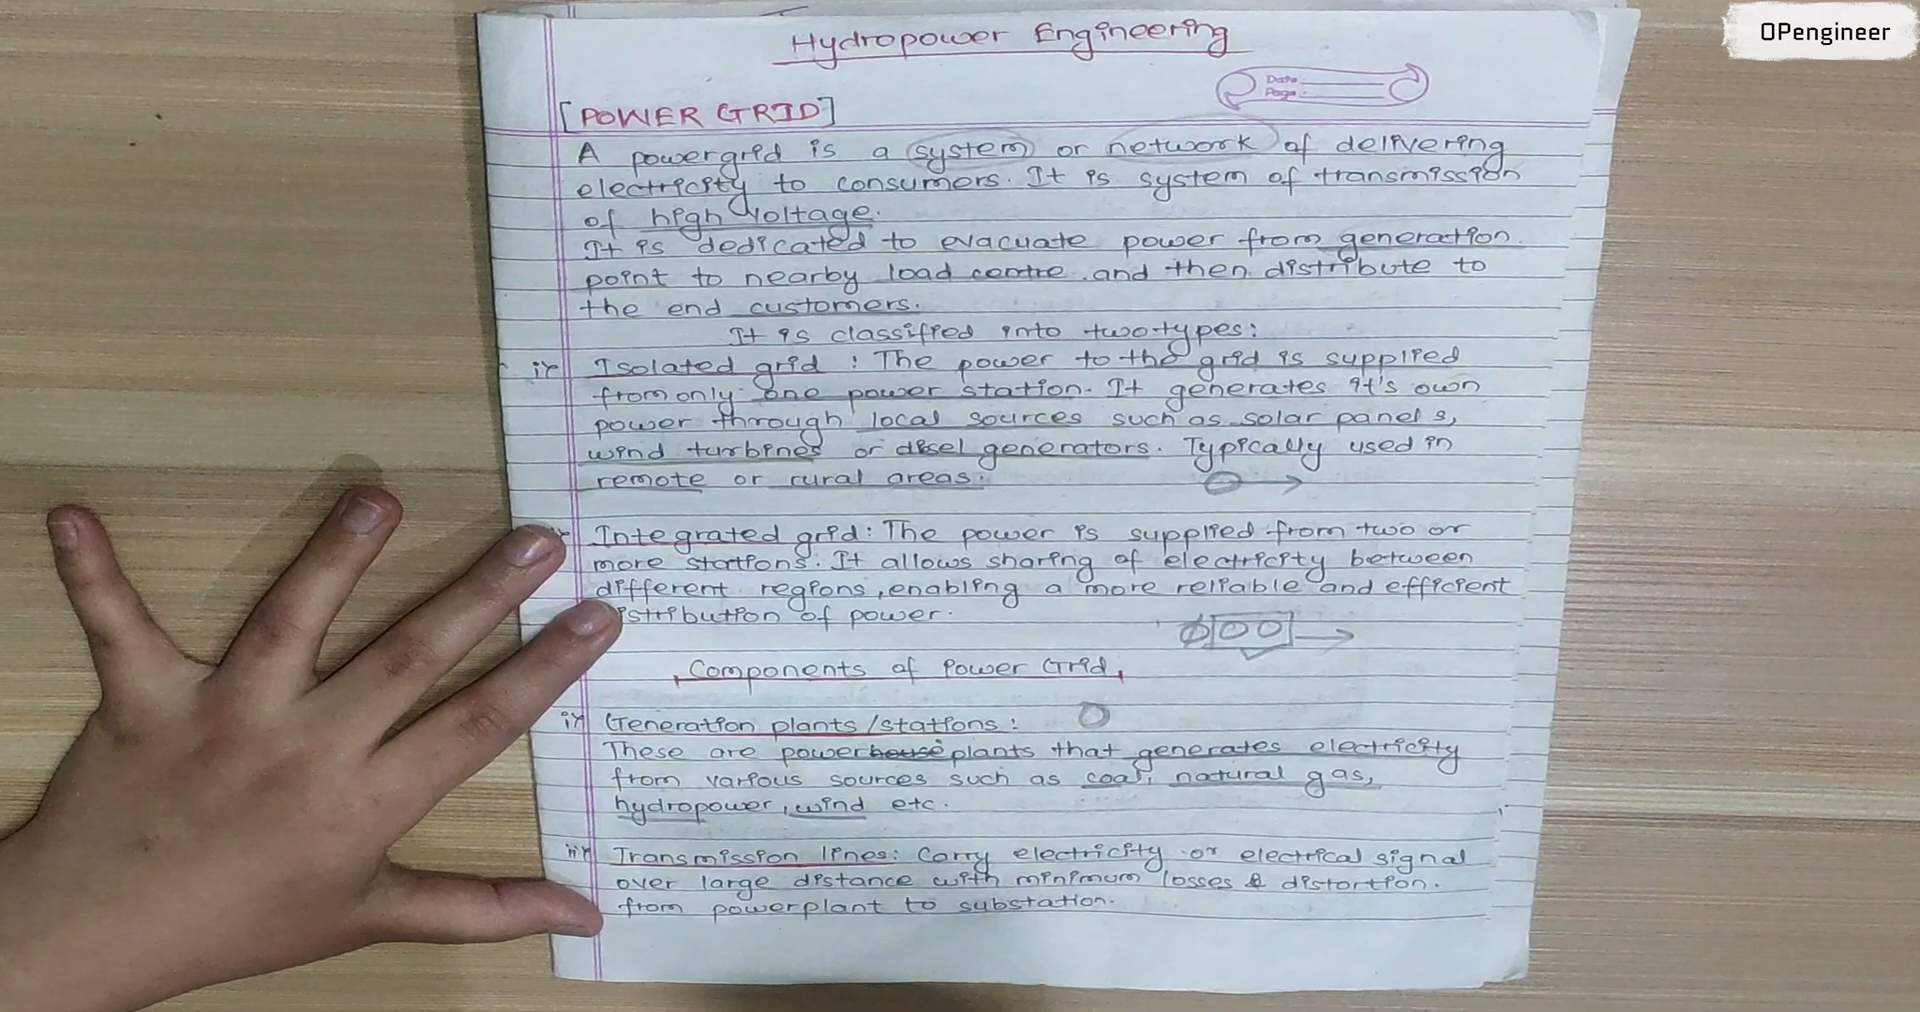 OPengineer
Hydropower Engineering
Date
Page
[POWER GRID]
A powergrid is a system or network of delivering
electricity to consumers. It is system of transmission
of high voltage.
It is dedicated to evacuate power from generation
point to nearby load centre and then distribute to
the end customers.
It is classified into two types:
i) Isolated grid : The power to the grid is supplied
from only one power station. It generates it's own
power through local sources such as solar panels,
wind turbines or disel generators. Typically used in
remote or rural areas.
Integrated grid: The power is supplied from two or
more stations. It allows sharing of electricity between
different regions, enabling a more reliable and efficient
istribution of power.
Components of Power Grid
i) Generation plants/stations:
These are power plants that generates electricity
from various sources such as coal, natural gas,
hydropower, wind etc.
ii) Transmission lines: Carry electricity or electrical signal
over large distance with minimum losses & distortion.
from powerplant to substation.